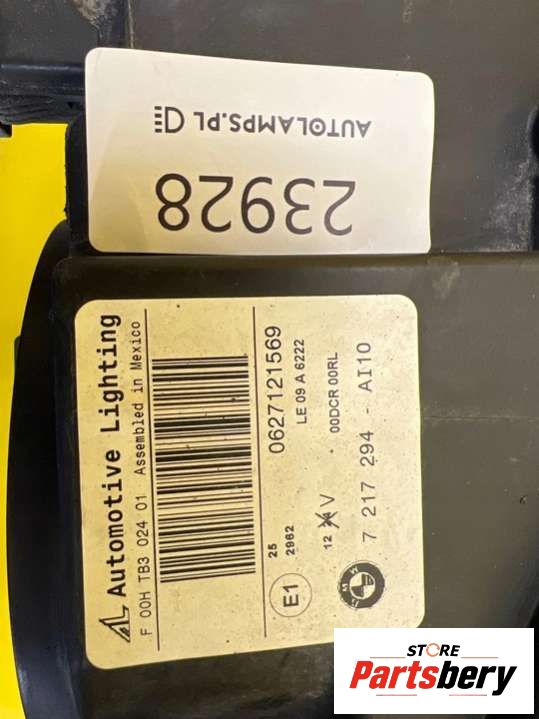 AUTOLAMPS.PL
23928
Automotive Lighting
F 00H TB3 024 01 Assembled in Mexico
0627121569
LE 09 A 6222
25
2962
00DCR 00RL
E1
12 V
7 217 294 - AI10
BMW
STORE
Partsbery